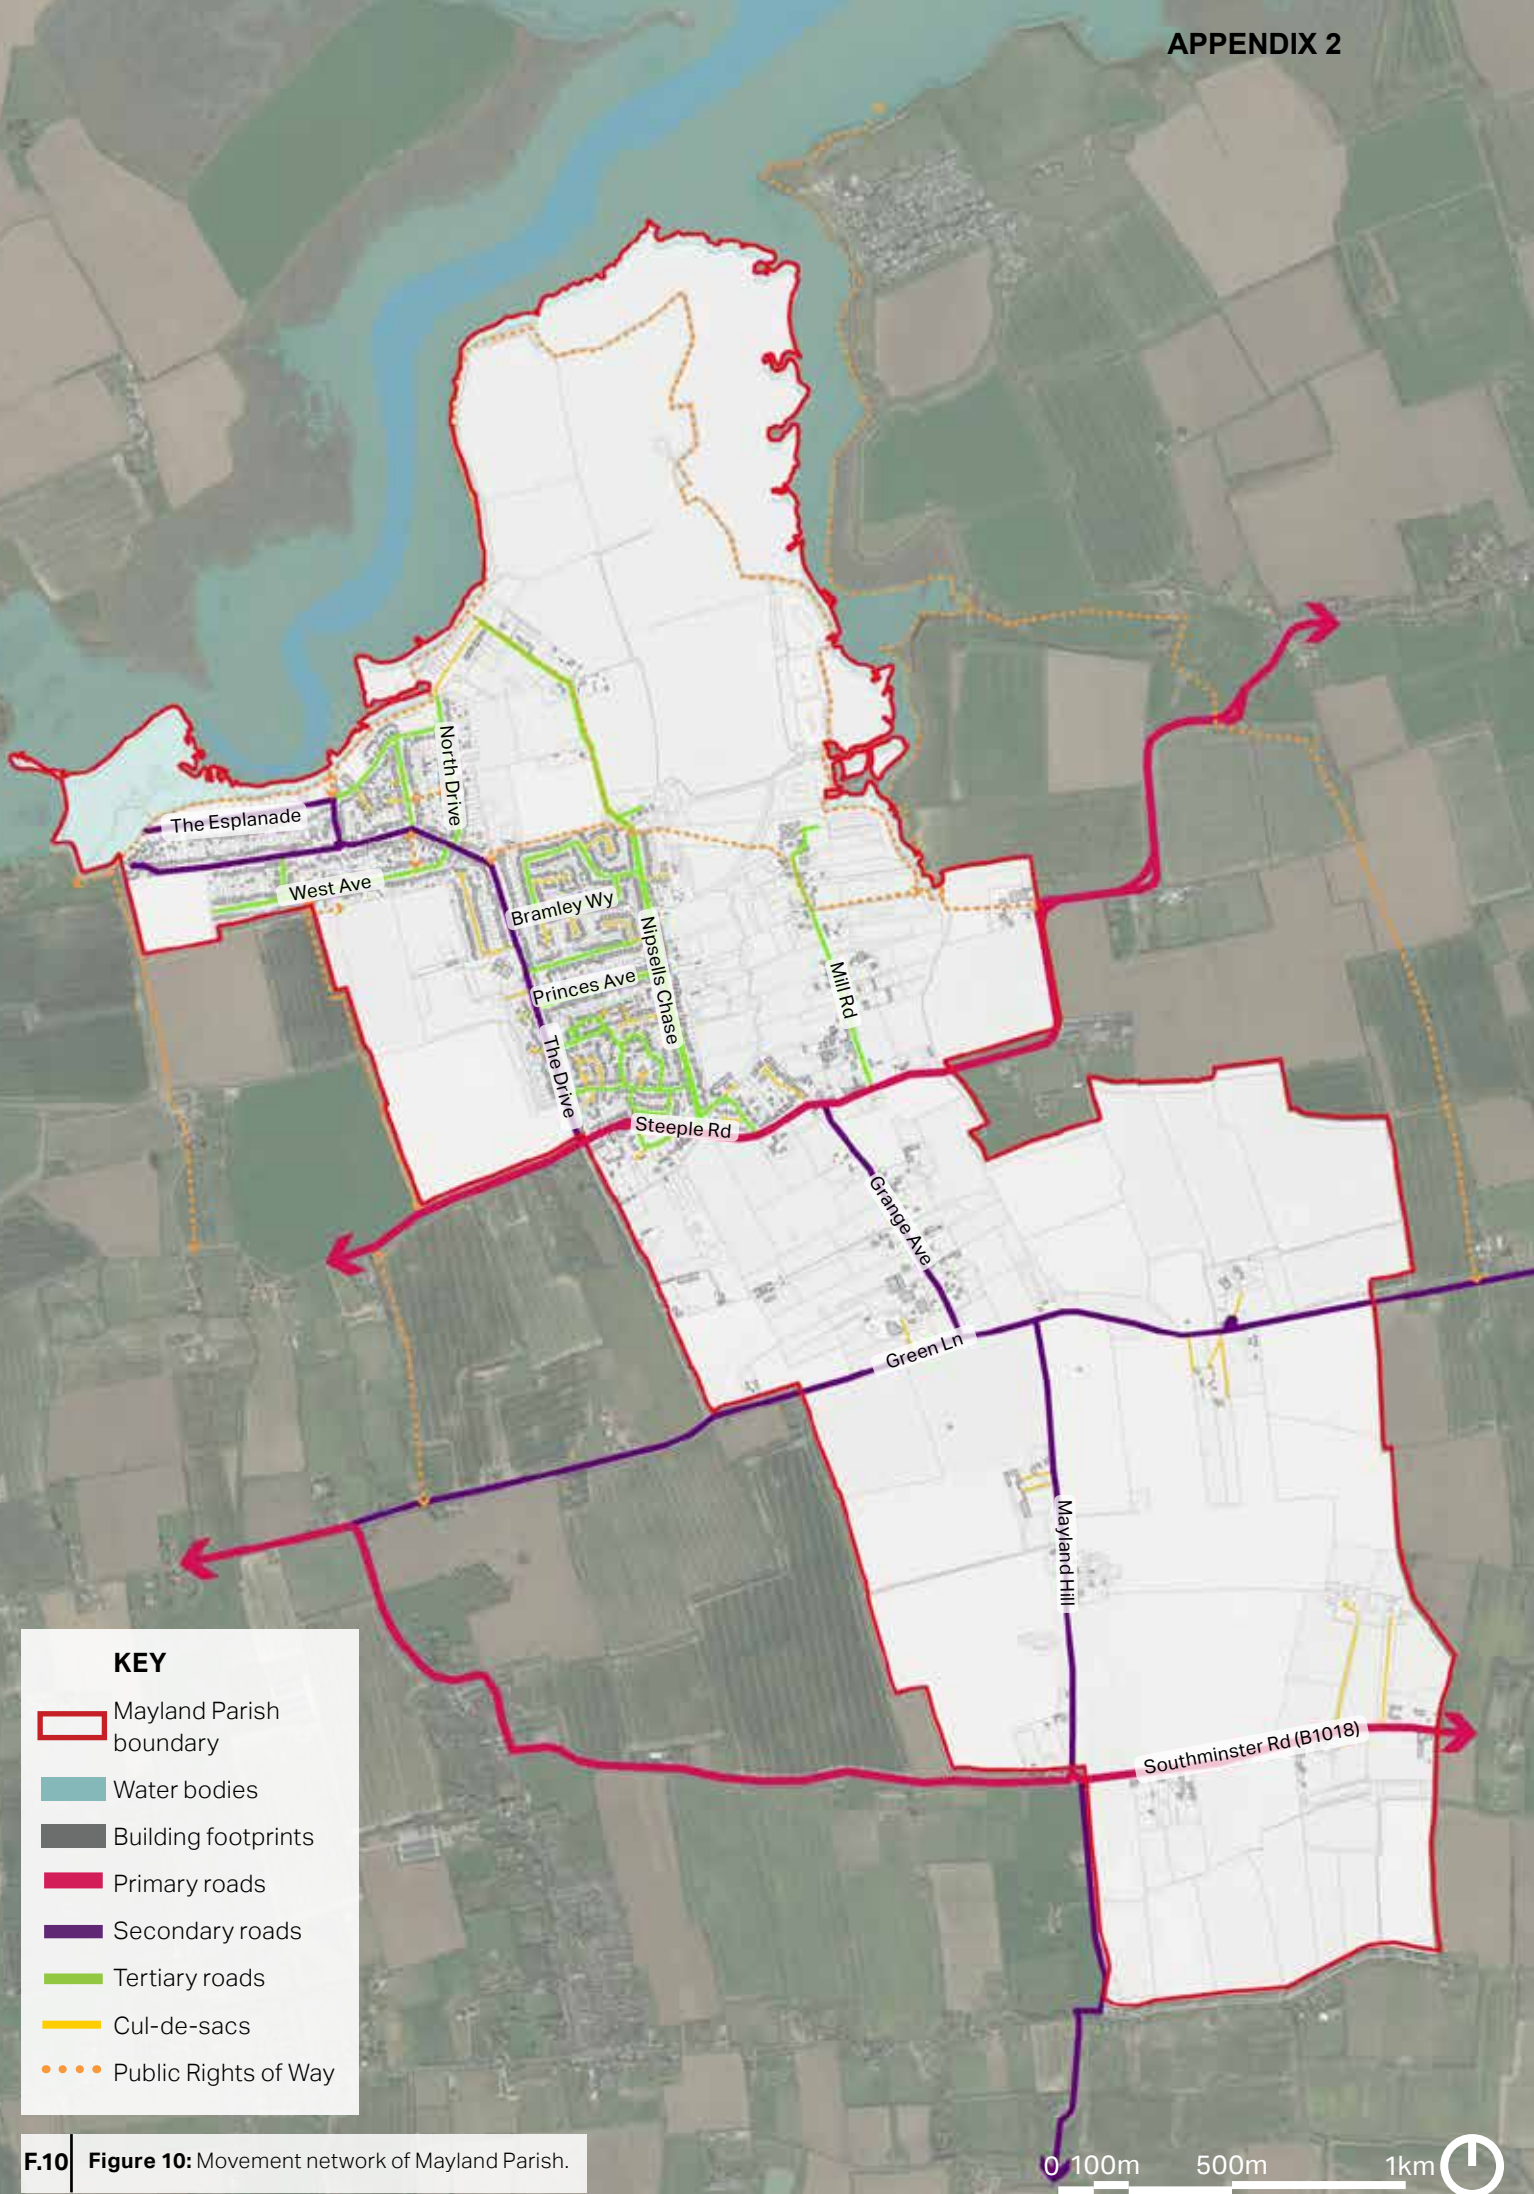 APPENDIX 2
North Drive
The Esplanade
West Ave
Bramley Wy
Nipsells Chase
Princes Ave
Mill Rd
The Drive
Steeple Rd
Grange Ave
Green Ln
Mayland Hill
Southminster Rd (B1018)
KEY
Mayland Parish
boundary
Water bodies
Building footprints
Primary roads
Secondary roads
Tertiary roads
Cul-de-sacs
Public Rights of Way
F.10 Figure 10: Movement network of Mayland Parish.
0 100m 500m 1km